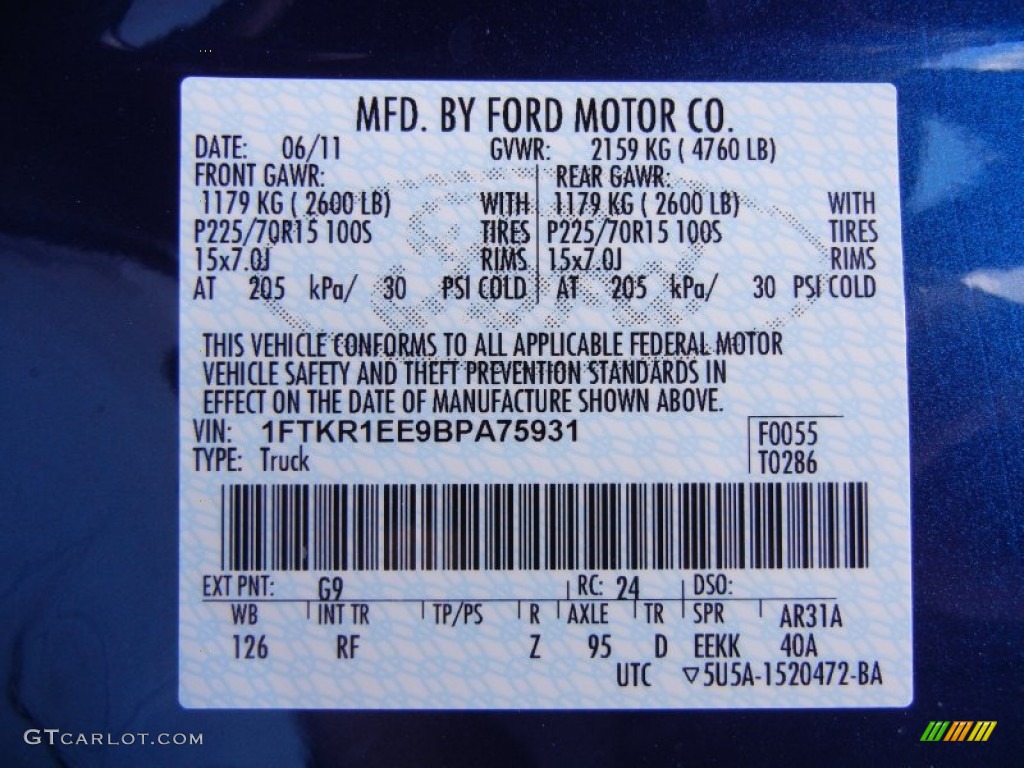 MFD. BY FORD MOTOR CO.
DATE: 06/11 GVWR: 2159 KG ( 4760 LB)
FRONT GAWR: REAR GAWR:
1179 KG ( 2600 LB) WITH 1179 KG ( 2600 LB) WITH
P225/70R15 100S TIRES P225/70R15 100S TIRES
15x7.0J RIMS 15x7.0J RIMS
AT 205 kPa/ 30 PSI COLD AT 205 kPa/ 30 PSI COLD
THIS VEHICLE CONFORMS TO ALL APPLICABLE FEDERAL MOTOR
VEHICLE SAFETY AND THEFT PREVENTION STANDARDS IN
EFFECT ON THE DATE OF MANUFACTURE SHOWN ABOVE.
VIN: 1FTKR1EE9BPA75931 F0055
TYPE: Truck T0286
EXT PNT: G9 RC: 24 DSO:
WB INT TR TP/PS R AXLE TR SPR AR31A
126 RF Z 95 D EEKK 40A
UTC ▽5U5A-1520472-BA
GTCARLOT.COM